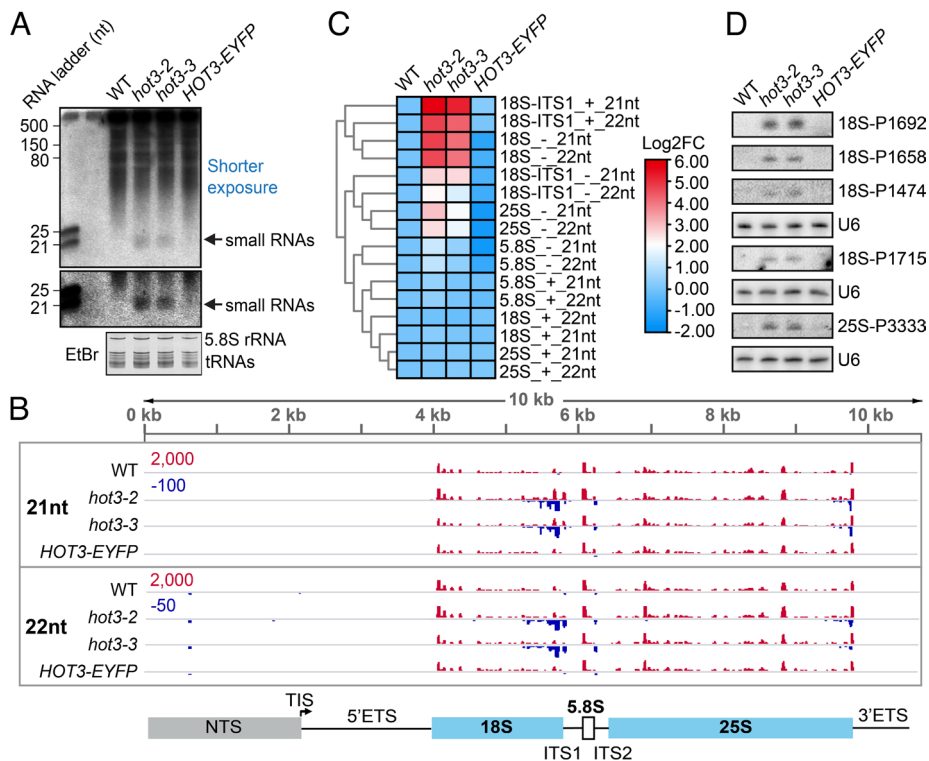 A
RNA ladder (nt)
WT
hot3-2
hot3-3
HOT3-EYFP
500
150
80
25
21
Shorter
exposure
small RNAs
25
21
small RNAs
EtBr
5.8S rRNA
tRNAs
C
WT
hot3-2
hot3-3
HOT3-EYFP
18S-ITS1_+_21nt
18S-ITS1_+_22nt
18S_-_21nt
18S_-_22nt
18S-ITS1_-_21nt
18S-ITS1_-_22nt
25S_-_21nt
25S_-_22nt
5.8S_-_21nt
5.8S_-_22nt
5.8S_+_21nt
5.8S_+_22nt
18S_+_22nt
18S_+_21nt
25S_+_21nt
25S_+_22nt
Log2FC
6.00
5.00
4.00
3.00
2.00
1.00
0.00
-1.00
-2.00
D
WT
hot3-2
hot3-3
HOT3-EYFP
18S-P1692
18S-P1658
18S-P1474
U6
18S-P1715
U6
25S-P3333
U6
B
10 kb
0 kb 2 kb 4 kb 6 kb 8 kb 10 kb
21nt
WT
2,000
-100
hot3-2
hot3-3
HOT3-EYFP
22nt
WT
2,000
-50
hot3-2
hot3-3
HOT3-EYFP
NTS
TIS
5'ETS
18S
ITS1
5.8S
ITS2
25S
3'ETS